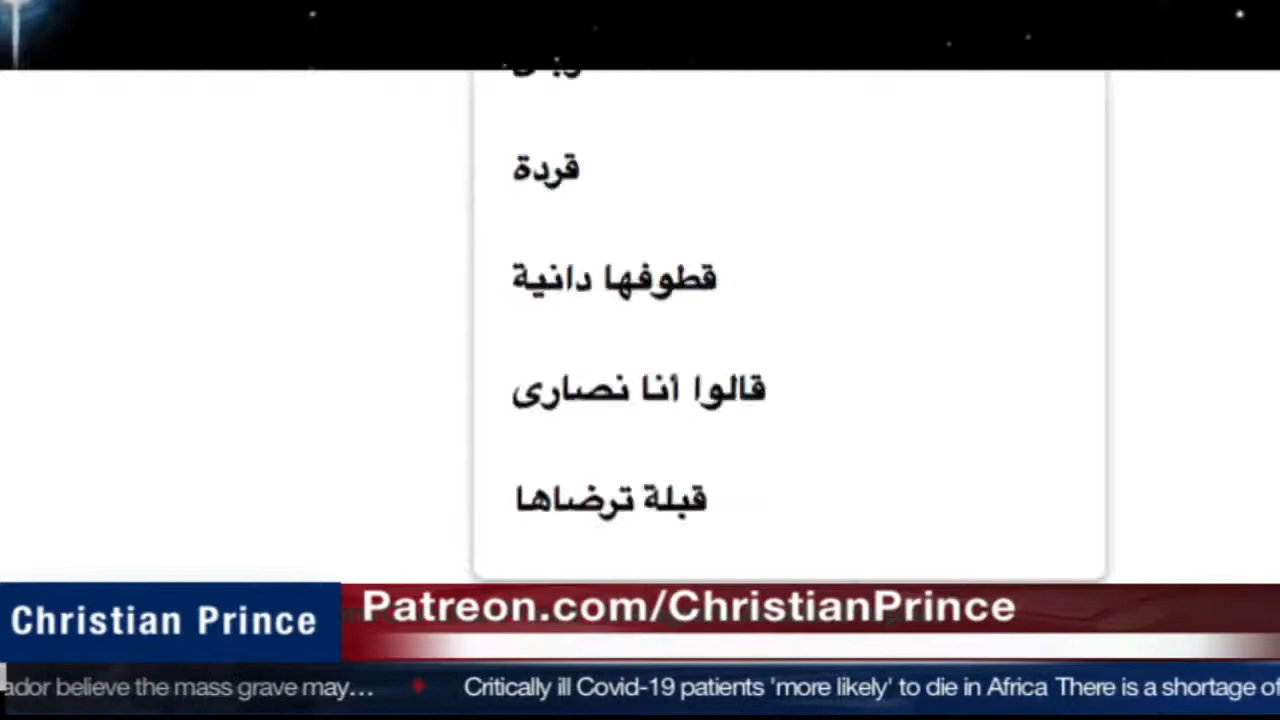 قردة
قطوفها دانية
قالوا أنا نصارى
قبلة ترضاها
Christian Prince
Patreon.com/ChristianPrince
ador believe the mass grave may...
Critically ill Covid-19 patients 'more likely' to die in Africa There is a shortage of